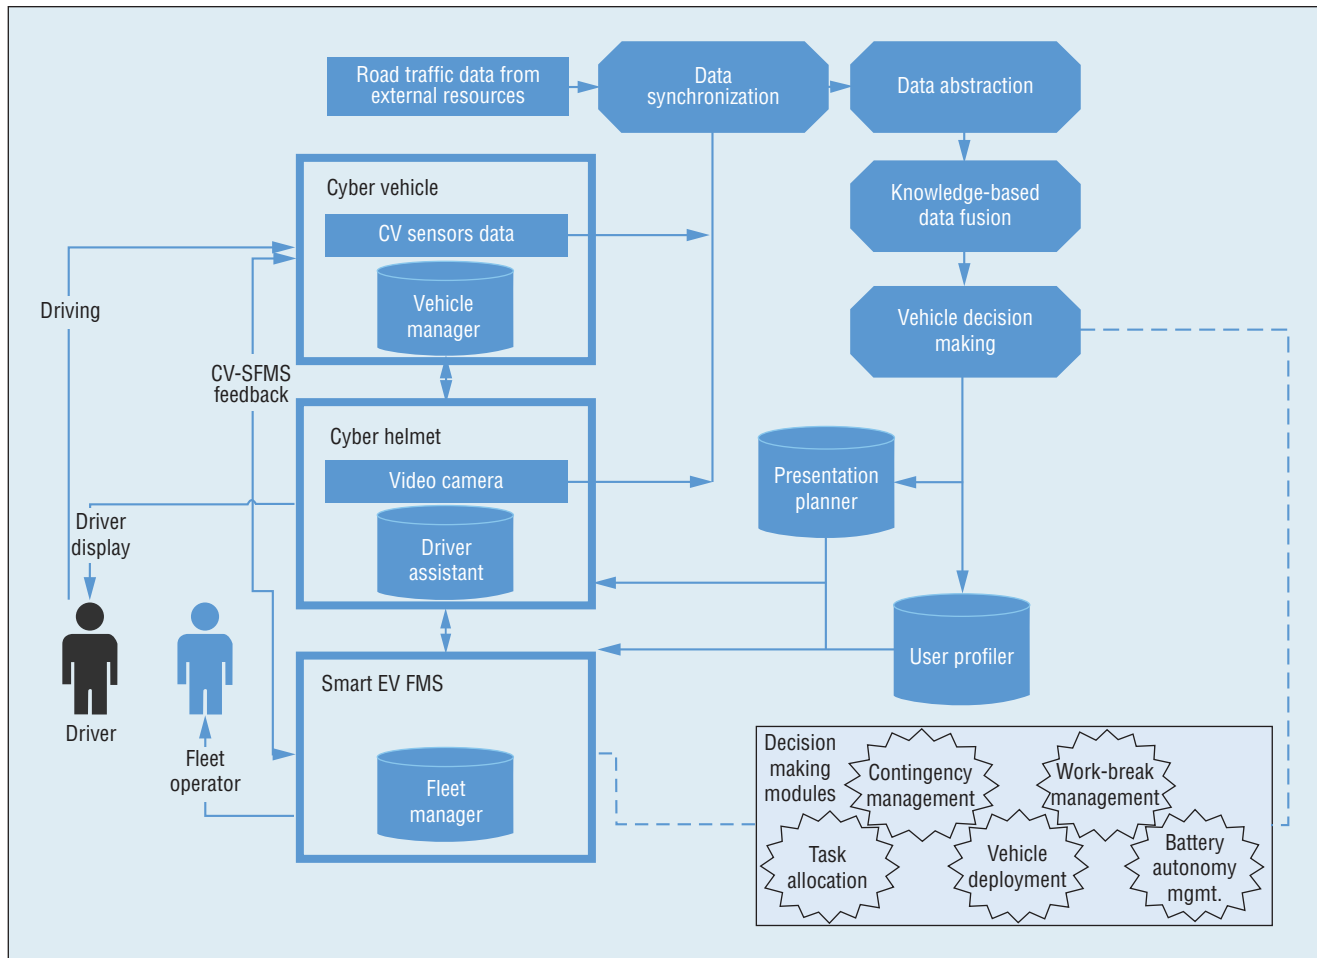 Road traffic data from
external resources
Data
synchronization
Data abstraction
Cyber vehicle
CV sensors data
Vehicle
manager
Knowledge-based
data fusion
Vehicle decision
making
Driving
CV-SFMS
feedback
Cyber helmet
Video camera
Driver
assistant
Presentation
planner
Driver
display
User profiler
Smart EV FMS
Fleet
manager
Driver
Fleet
operator
Decision
making
modules
Contingency
management
Work-break
management
Task
allocation
Vehicle
deployment
Battery
autonomy
mgmt.